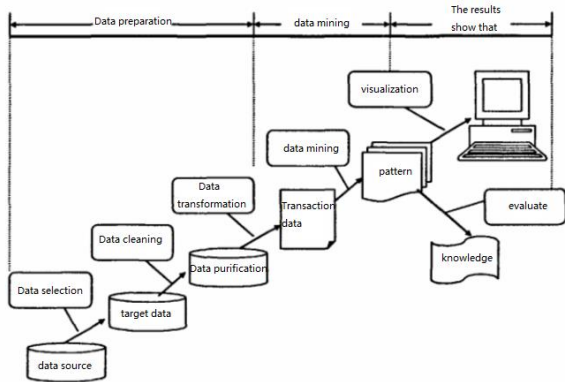 Data preparation
data mining
The results
show that
visualization
data mining
pattern
Data
transformation
Transaction
data
evaluate
Data cleaning
Data purification
knowledge
Data selection
target data
data source